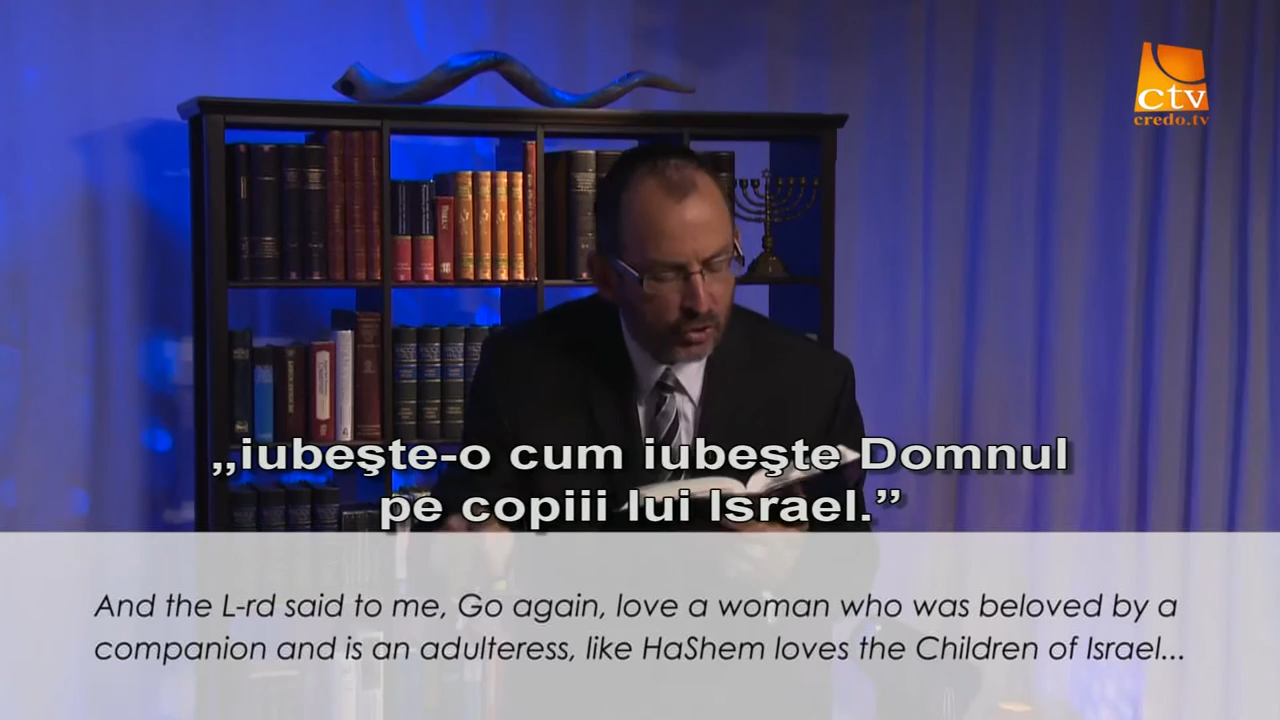 ctv
credo.tv
„iubeşte-o cum iubeşte Domnul
pe copiii lui Israel.”
And the L-rd said to me, Go again, love a woman who was beloved by a
companion and is an adulteress, like HaShem loves the Children of Israel...